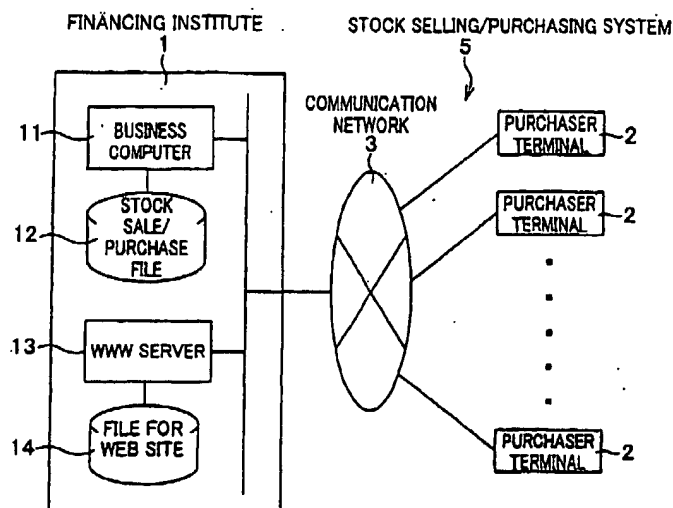 FINANCING INSTITUTE
1
STOCK SELLING/PURCHASING SYSTEM
5
COMMUNICATION
NETWORK
3
11
BUSINESS
COMPUTER
12
STOCK
SALE/
PURCHASE
FILE
13
WWW SERVER
14
FILE FOR
WEB SITE
PURCHASER
TERMINAL
2
PURCHASER
TERMINAL
2
PURCHASER
TERMINAL
2